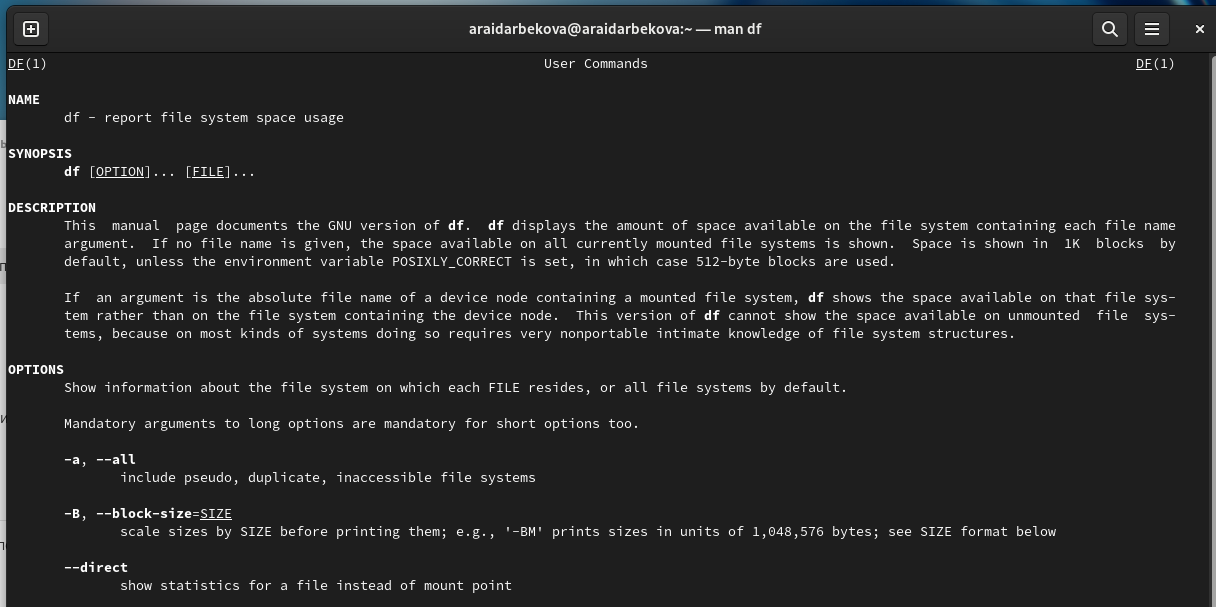 araidarbekova@araidarbekova:~ — man df
DF(1) User Commands DF(1)
NAME
df - report file system space usage
SYNOPSIS
df [OPTION]... [FILE]...
DESCRIPTION
This manual page documents the GNU version of df. df displays the amount of space available on the file system containing each file name
argument. If no file name is given, the space available on all currently mounted file systems is shown. Space is shown in 1K blocks by
default, unless the environment variable POSIXLY_CORRECT is set, in which case 512-byte blocks are used.
If an argument is the absolute file name of a device node containing a mounted file system, df shows the space available on that file sys-
tem rather than on the file system containing the device node. This version of df cannot show the space available on unmounted file sys-
tems, because on most kinds of systems doing so requires very nonportable intimate knowledge of file system structures.
OPTIONS
Show information about the file system on which each FILE resides, or all file systems by default.
Mandatory arguments to long options are mandatory for short options too.
-a, --all
include pseudo, duplicate, inaccessible file systems
-B, --block-size=SIZE
scale sizes by SIZE before printing them; e.g., '-BM' prints sizes in units of 1,048,576 bytes; see SIZE format below
--direct
show statistics for a file instead of mount point